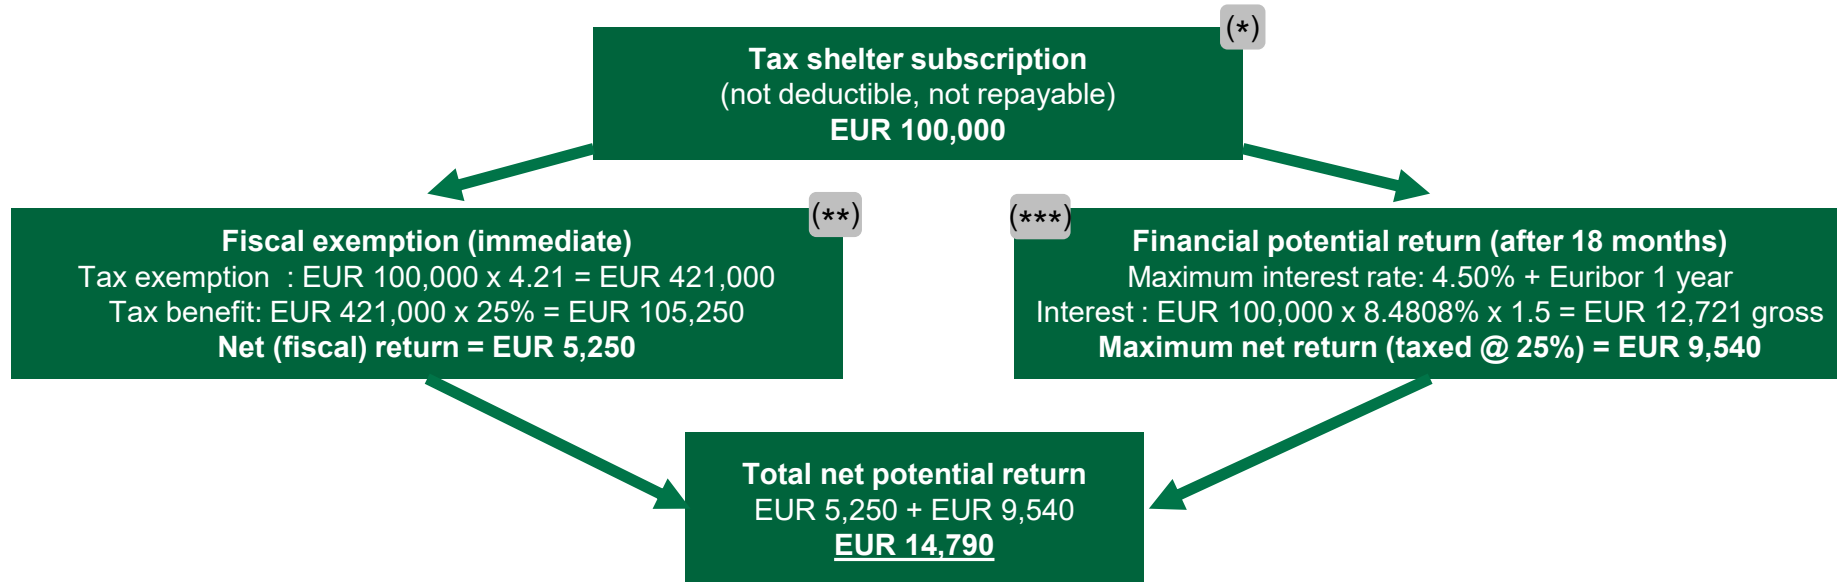 (*)
Tax shelter subscription
(not deductible, not repayable)
EUR 100,000
(**)
Fiscal exemption (immediate)
Tax exemption : EUR 100,000 x 4.21 = EUR 421,000
Tax benefit: EUR 421,000 x 25% = EUR 105,250
Net (fiscal) return = EUR 5,250
(***)
Financial potential return (after 18 months)
Maximum interest rate: 4.50% + Euribor 1 year
Interest : EUR 100,000 x 8.4808% x 1.5 = EUR 12,721 gross
Maximum net return (taxed @ 25%) = EUR 9,540
Total net potential return
EUR 5,250 + EUR 9,540
EUR 14,790